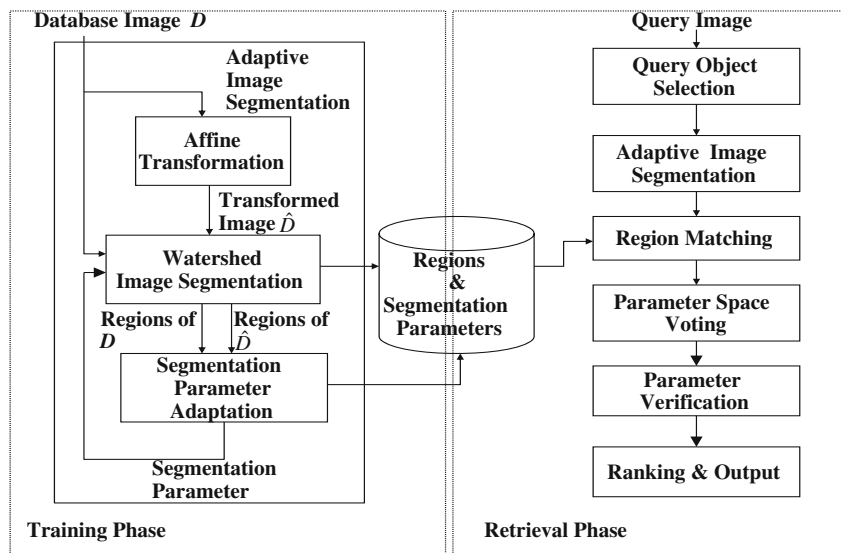 Database Image D
Adaptive
Image
Segmentation
Affine
Transformation
Transformed
Image D̂
Watershed
Image Segmentation
Regions of
D
Regions of
D̂
Segmentation
Parameter
Adaptation
Segmentation
Parameter
Training Phase
Regions
&
Segmentation
Parameters
Query Image
Query Object
Selection
Adaptive Image
Segmentation
Region Matching
Parameter Space
Voting
Parameter
Verification
Ranking & Output
Retrieval Phase